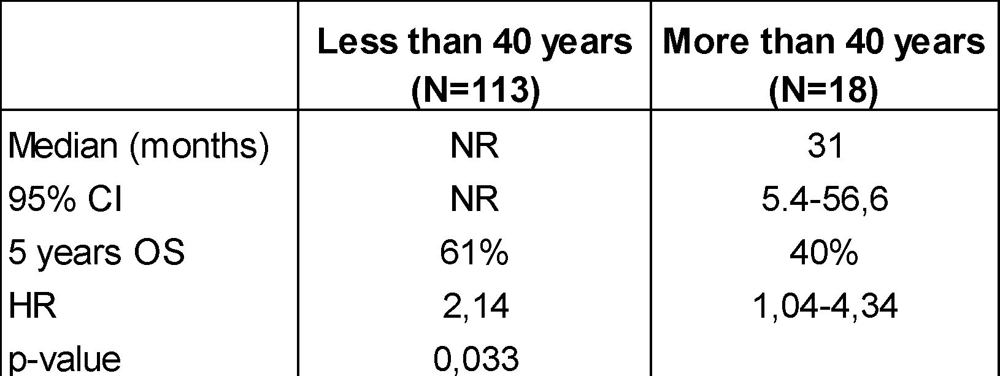 Less than 40 years More than 40 years
(N=113) (N=18)
Median (months) NR 31
95% CI NR 5.4-56,6
5 years OS 61% 40%
HR 2,14 1,04-4,34
p-value 0,033